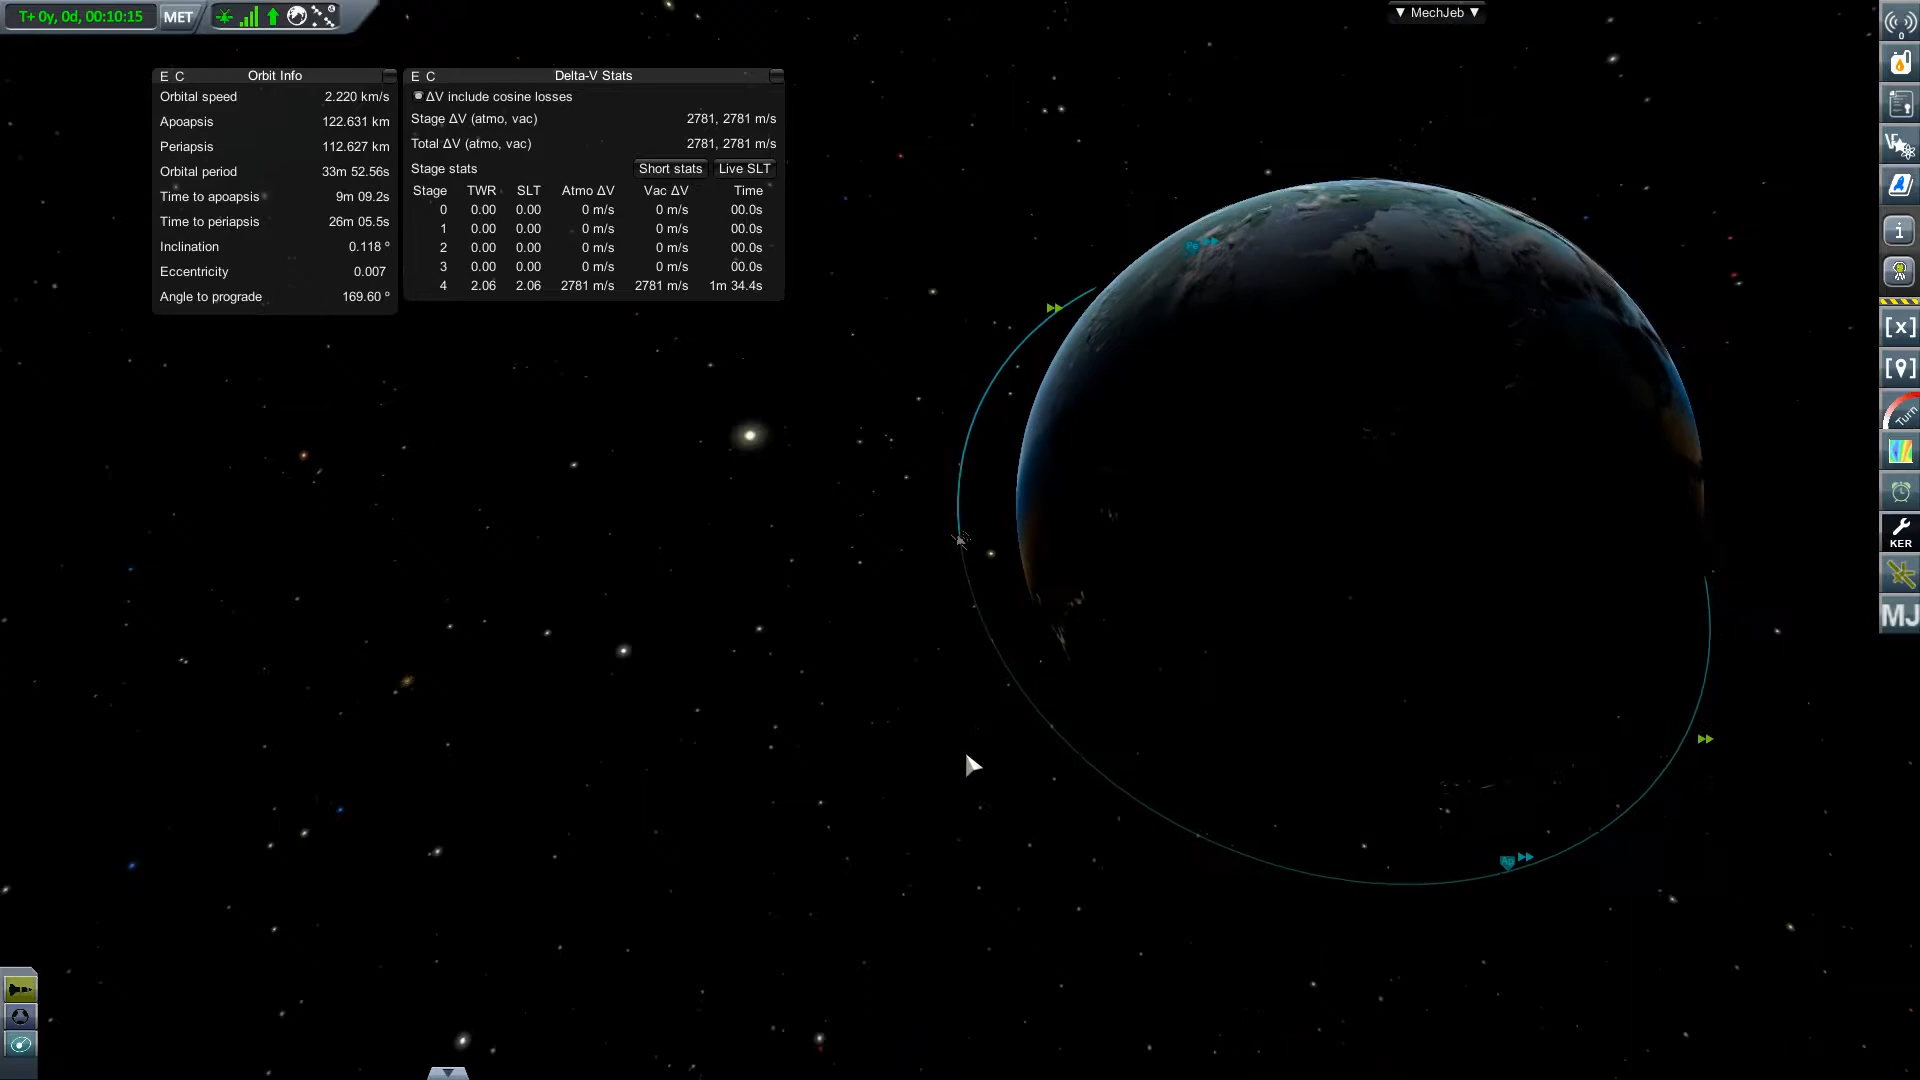 T+ 0y, 0d, 00:10:15 MET
▼ MechJeb ▼
0
E C Orbit Info
Orbital speed 2.220 km/s
Apoapsis 122.631 km
Periapsis 112.627 km
Orbital period 33m 52.56s
Time to apoapsis 9m 09.2s
Time to periapsis 26m 05.5s
Inclination 0.118 º
Eccentricity 0.007
Angle to prograde 169.60 º
E C Delta-V Stats
ΔV include cosine losses
Stage ΔV (atmo, vac) 2781, 2781 m/s
Total ΔV (atmo, vac) 2781, 2781 m/s
Stage stats Short stats Live SLT
Stage TWR SLT Atmo ΔV Vac ΔV Time
0 0.00 0.00 0 m/s 0 m/s 00.0s
1 0.00 0.00 0 m/s 0 m/s 00.0s
2 0.00 0.00 0 m/s 0 m/s 00.0s
3 0.00 0.00 0 m/s 0 m/s 00.0s
4 2.06 2.06 2781 m/s 2781 m/s 1m 34.4s
Pe
Ap
i
[x]
Turn
KER
MJ